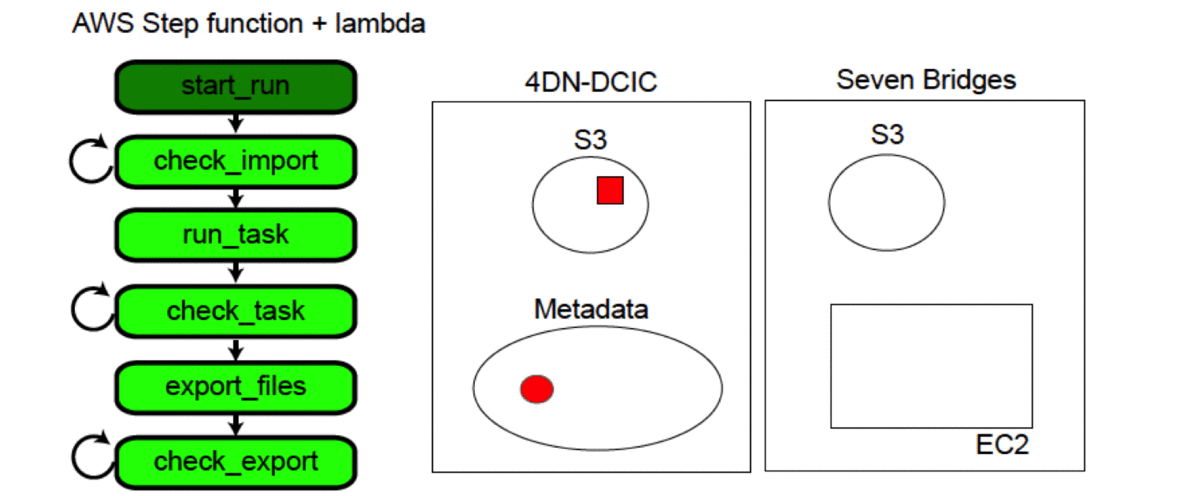 AWS Step function + lambda
start_run
check_import
run_task
check_task
export_files
check_export
4DN-DCIC
S3
Metadata
Seven Bridges
S3
EC2